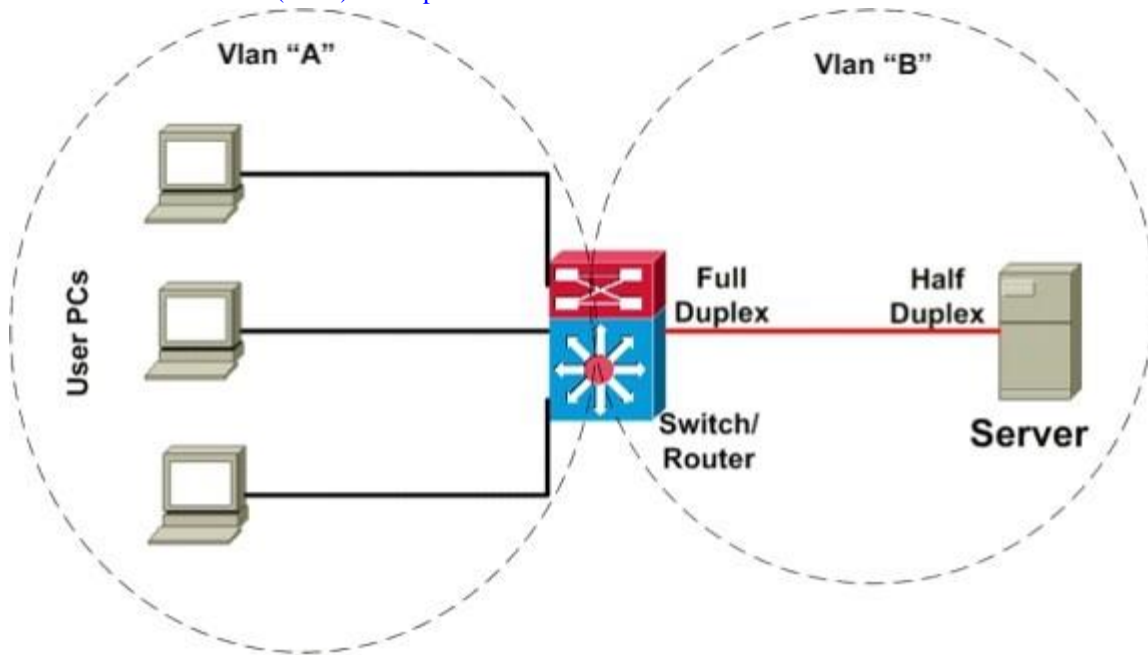 Vlan “A”
Vlan “B”
User PCs
Full
Duplex
Half
Duplex
Switch/
Router
Server